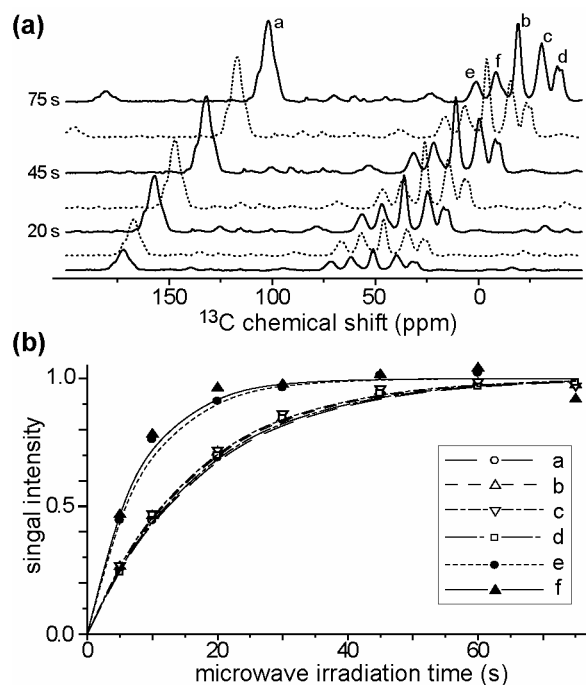 (a)
a
b
c
d
e
f
75 s
45 s
20 s
150
100
50
0
13C chemical shift (ppm)
(b)
1.0
0.5
0.0
singal intensity
0
20
40
60
microwave irradiation time (s)
a
b
c
d
e
f